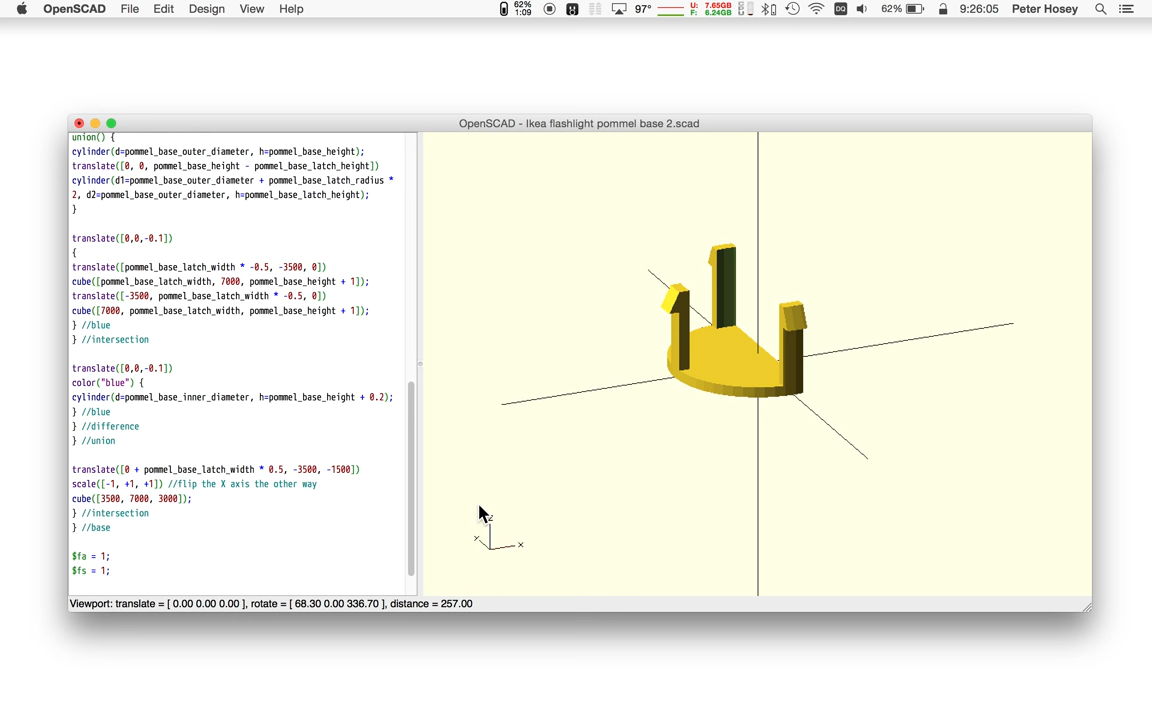 OpenSCAD File Edit Design View Help 62% 1:09 97° U: 7.65GB F: 6.24GB DQ 62% 9:26:05 Peter Hosey
OpenSCAD - Ikea flashlight pommel base 2.scad
union() {
cylinder(d=pommel_base_outer_diameter, h=pommel_base_height);
translate([0, 0, pommel_base_height - pommel_base_latch_height])
cylinder(d1=pommel_base_outer_diameter + pommel_base_latch_radius *
2, d2=pommel_base_outer_diameter, h=pommel_base_latch_height);
}
translate([0,0,-0.1])
{
translate([pommel_base_latch_width * -0.5, -3500, 0])
cube([pommel_base_latch_width, 7000, pommel_base_height + 1]);
translate([-3500, pommel_base_latch_width * -0.5, 0])
cube([7000, pommel_base_latch_width, pommel_base_height + 1]);
} //blue
} //intersection
translate([0,0,-0.1])
color("blue") {
cylinder(d=pommel_base_inner_diameter, h=pommel_base_height + 0.2);
} //blue
} //difference
} //union
translate([0 + pommel_base_latch_width * 0.5, -3500, -1500])
scale([-1, +1, +1]) //flip the X axis the other way
cube([3500, 7000, 3000]);
} //intersection
} //base
$fa = 1;
$fs = 1;
Z
Y
X
Viewport: translate = [ 0.00 0.00 0.00 ], rotate = [ 68.30 0.00 336.70 ], distance = 257.00